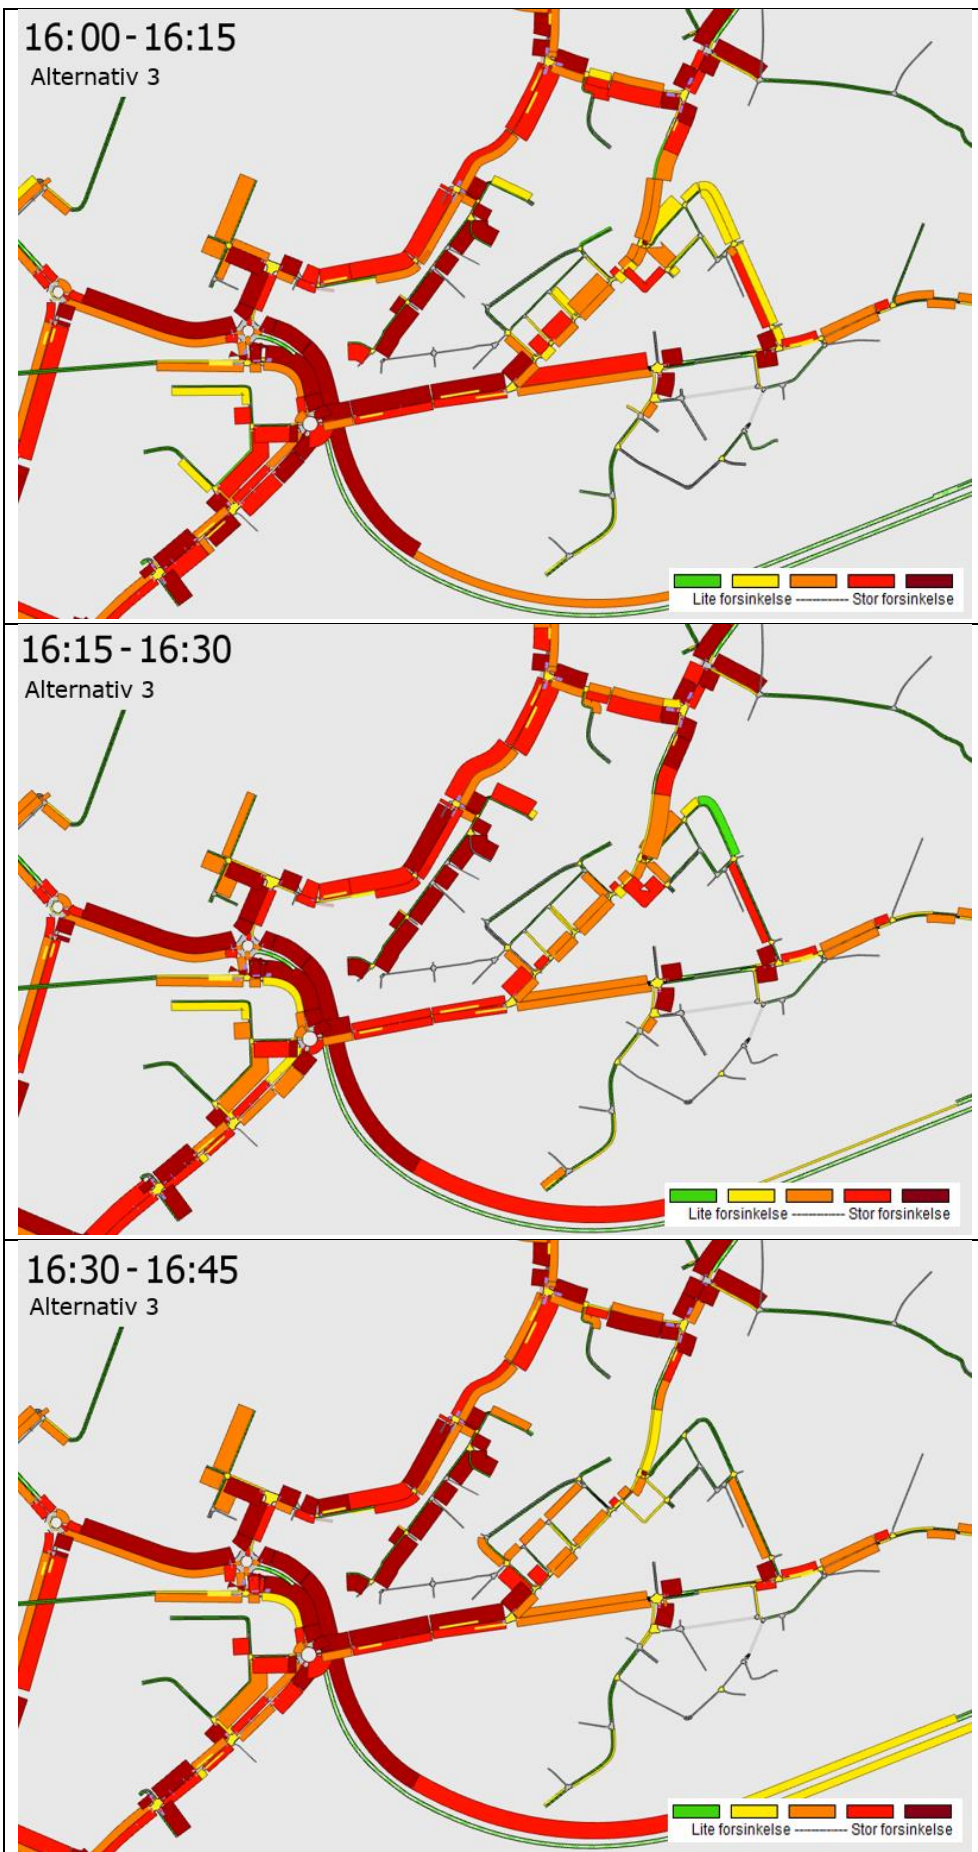 16:00-16:15
Alternativ 3
Lite forsinkelse ------------- Stor forsinkelse
16:15-16:30
Alternativ 3
Lite forsinkelse ------------- Stor forsinkelse
16:30-16:45
Alternativ 3
Lite forsinkelse ------------- Stor forsinkelse